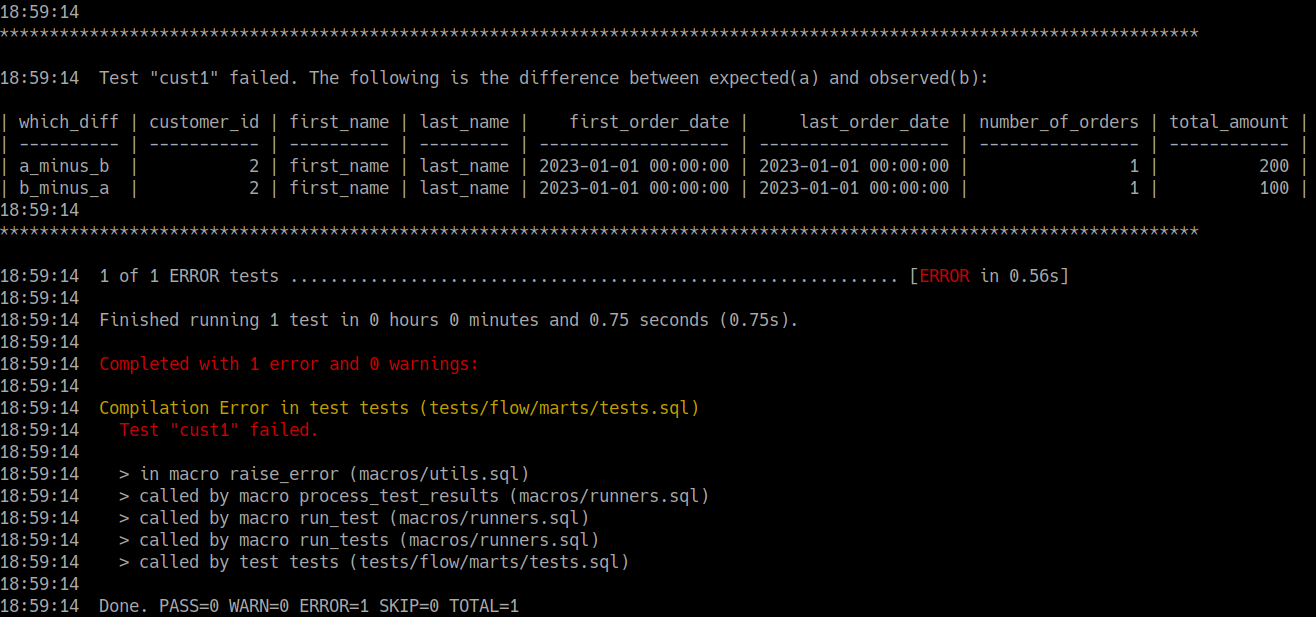 18:59:14
************************************************************************************************************************
18:59:14  Test "cust1" failed. The following is the difference between expected(a) and observed(b):
| which_diff | customer_id | first_name | last_name |    first_order_date |     last_order_date | number_of_orders | total_amount |
| ---------- | ----------- | ---------- | --------- | ------------------- | ------------------- | ---------------- | ------------ |
| a_minus_b  |           2 | first_name | last_name | 2023-01-01 00:00:00 | 2023-01-01 00:00:00 |                1 |          200 |
| b_minus_a  |           2 | first_name | last_name | 2023-01-01 00:00:00 | 2023-01-01 00:00:00 |                1 |          100 |
18:59:14
************************************************************************************************************************
18:59:14  1 of 1 ERROR tests ............................................................. [ERROR in 0.56s]
18:59:14
18:59:14  Finished running 1 test in 0 hours 0 minutes and 0.75 seconds (0.75s).
18:59:14
18:59:14  Completed with 1 error and 0 warnings:
18:59:14
18:59:14  Compilation Error in test tests (tests/flow/marts/tests.sql)
18:59:14    Test "cust1" failed.
18:59:14
18:59:14    > in macro raise_error (macros/utils.sql)
18:59:14    > called by macro process_test_results (macros/runners.sql)
18:59:14    > called by macro run_test (macros/runners.sql)
18:59:14    > called by macro run_tests (macros/runners.sql)
18:59:14    > called by test tests (tests/flow/marts/tests.sql)
18:59:14
18:59:14  Done. PASS=0 WARN=0 ERROR=1 SKIP=0 TOTAL=1